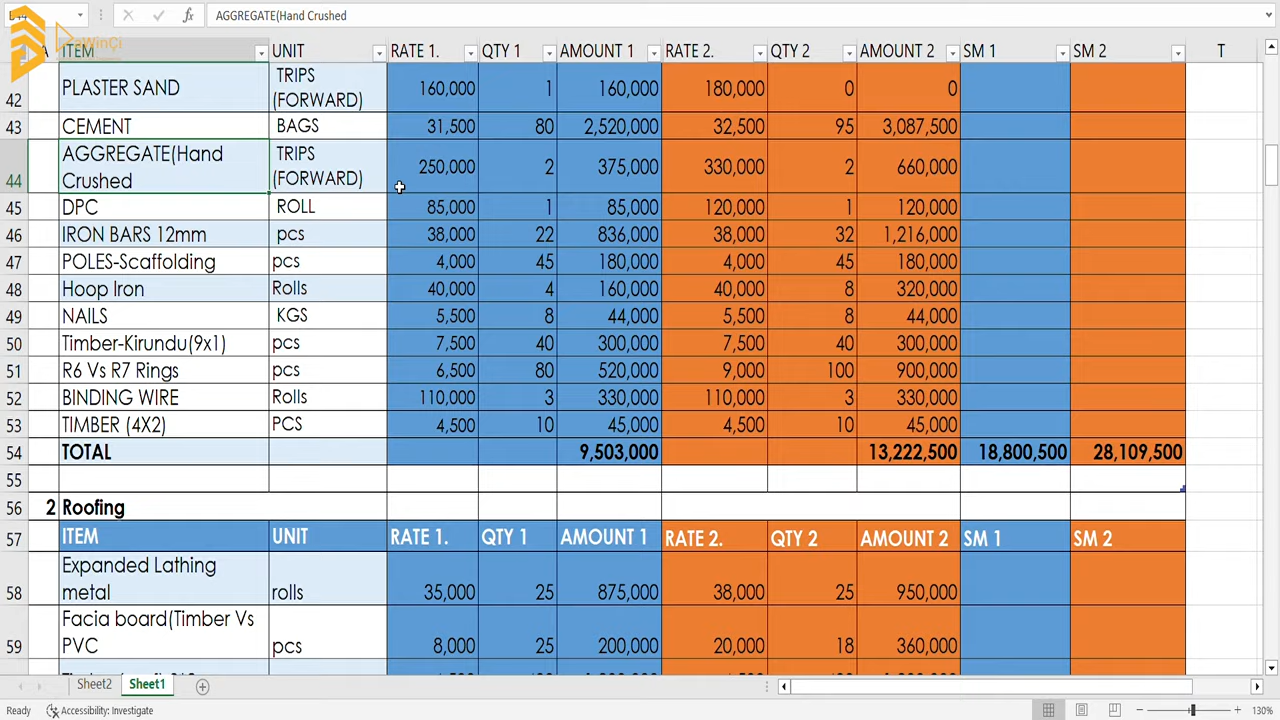 AGGREGATE(Hand Crushed
ITEM UNIT RATE 1. QTY 1 AMOUNT 1 RATE 2. QTY 2 AMOUNT 2 SM 1 SM 2 T
42 PLASTER SAND TRIPS (FORWARD) 160,000 1 160,000 180,000 0 0
43 CEMENT BAGS 31,500 80 2,520,000 32,500 95 3,087,500
44 AGGREGATE(Hand Crushed TRIPS (FORWARD) 250,000 2 375,000 330,000 2 660,000
45 DPC ROLL 85,000 1 85,000 120,000 1 120,000
46 IRON BARS 12mm pcs 38,000 22 836,000 38,000 32 1,216,000
47 POLES-Scaffolding pcs 4,000 45 180,000 4,000 45 180,000
48 Hoop Iron Rolls 40,000 4 160,000 40,000 8 320,000
49 NAILS KGS 5,500 8 44,000 5,500 8 44,000
50 Timber-Kirundu(9x1) pcs 7,500 40 300,000 7,500 40 300,000
51 R6 Vs R7 Rings pcs 6,500 80 520,000 9,000 100 900,000
52 BINDING WIRE Rolls 110,000 3 330,000 110,000 3 330,000
53 TIMBER (4X2) PCS 4,500 10 45,000 4,500 10 45,000
54 TOTAL 9,503,000 13,222,500 18,800,500 28,109,500
55
56 2 Roofing
57 ITEM UNIT RATE 1. QTY 1 AMOUNT 1 RATE 2. QTY 2 AMOUNT 2 SM 1 SM 2
58 Expanded Lathing metal rolls 35,000 25 875,000 38,000 25 950,000
59 Facia board(Timber Vs PVC pcs 8,000 25 200,000 20,000 18 360,000
Sheet2 Sheet1
Ready Accessibility: Investigate 130%